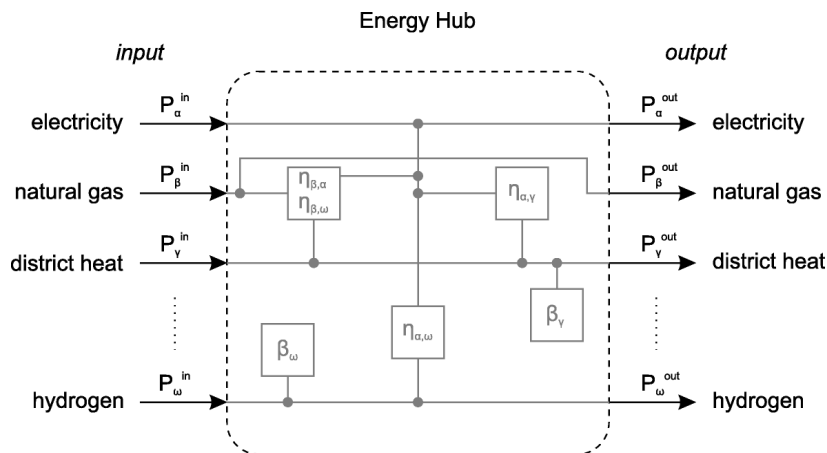 Energy Hub
input
output
electricity P_α^in P_α^out electricity
natural gas P_β^in η_β,α η_β,ω η_α,γ P_β^out natural gas
district heat P_γ^in P_γ^out district heat
β_ω η_α,ω β_γ
hydrogen P_ω^in P_ω^out hydrogen